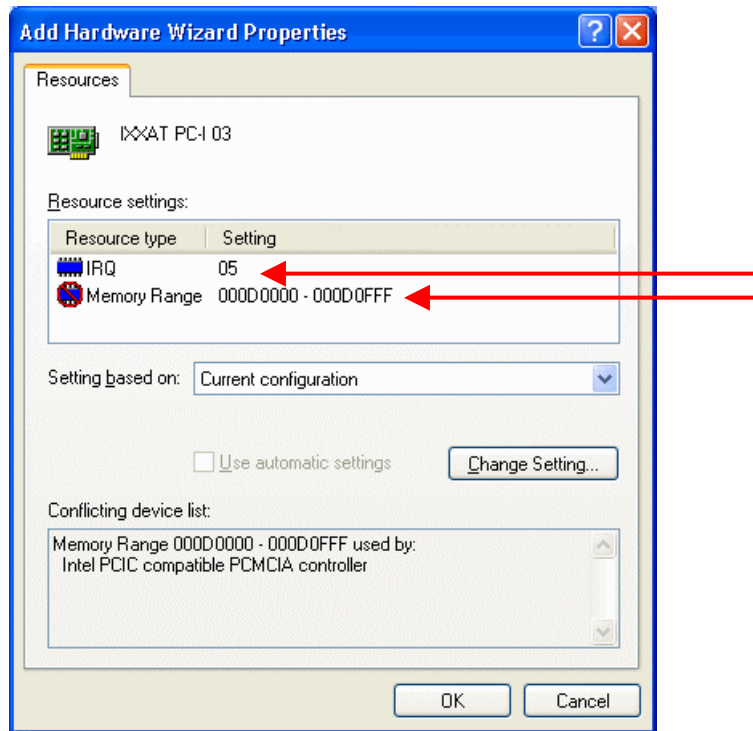 Add Hardware Wizard Properties
Resources
IXXAT PC-I 03
Resource settings:
Resource type Setting
IRQ 05
Memory Range 000D0000 - 000D0FFF
Setting based on: Current configuration
Use automatic settings Change Setting...
Conflicting device list:
Memory Range 000D0000 - 000D0FFF used by:
Intel PCIC compatible PCMCIA controller
OK Cancel